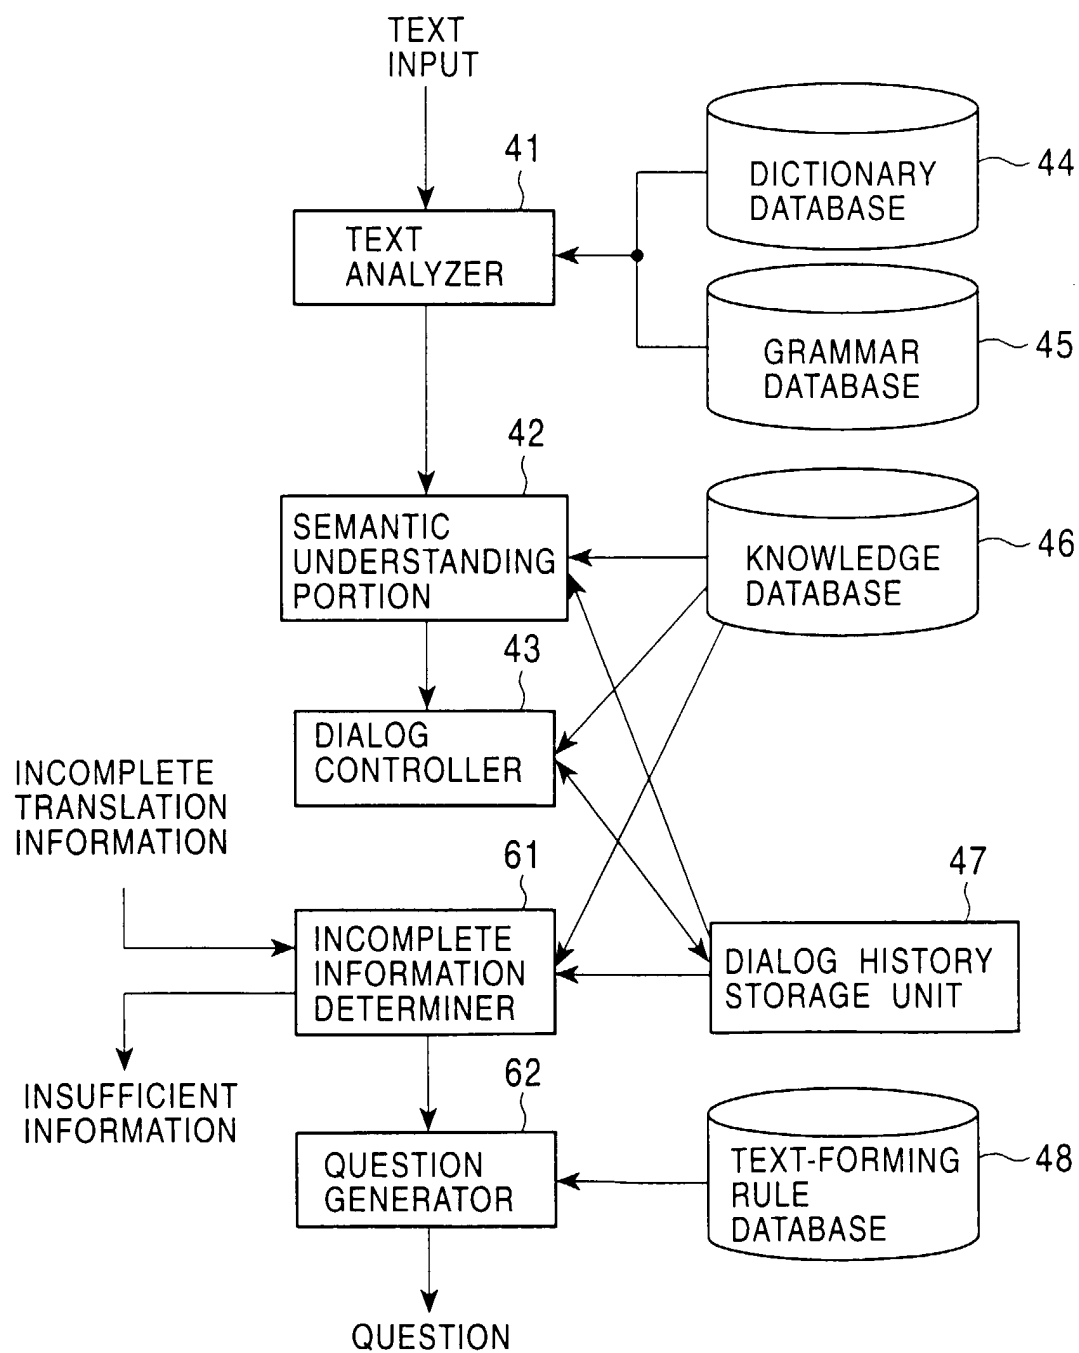 TEXT
INPUT
41
TEXT
ANALYZER
DICTIONARY
DATABASE
44
GRAMMAR
DATABASE
45
42
SEMANTIC
UNDERSTANDING
PORTION
KNOWLEDGE
DATABASE
46
43
DIALOG
CONTROLLER
INCOMPLETE
TRANSLATION
INFORMATION
61
INCOMPLETE
INFORMATION
DETERMINER
47
DIALOG HISTORY
STORAGE UNIT
INSUFFICIENT
INFORMATION
62
QUESTION
GENERATOR
TEXT-FORMING
RULE
DATABASE
48
QUESTION